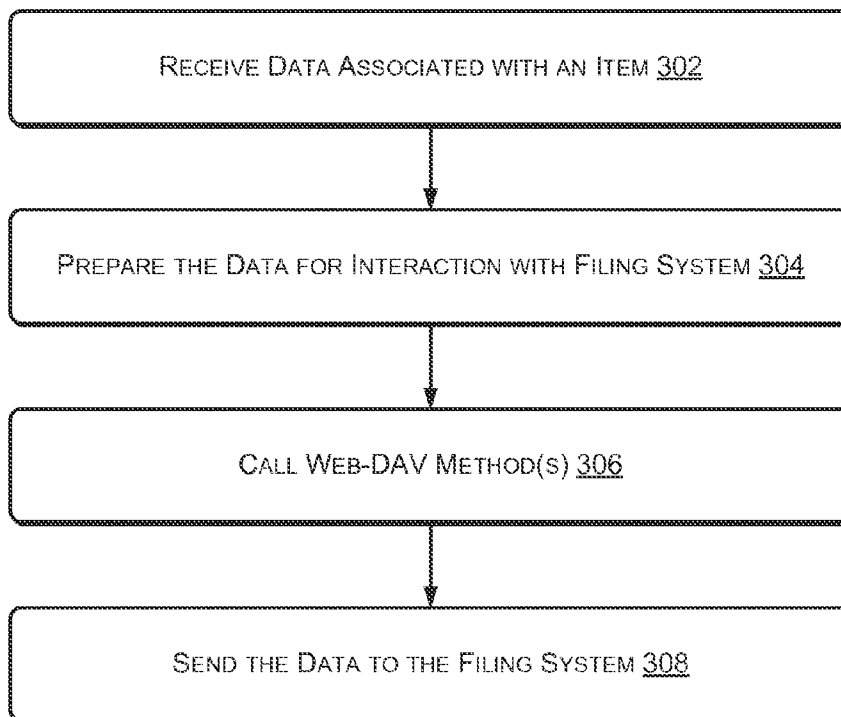 RECEIVE DATA ASSOCIATED WITH AN ITEM 302
PREPARE THE DATA FOR INTERACTION WITH FILING SYSTEM 304
CALL WEB-DAV METHOD(S) 306
SEND THE DATA TO THE FILING SYSTEM 308